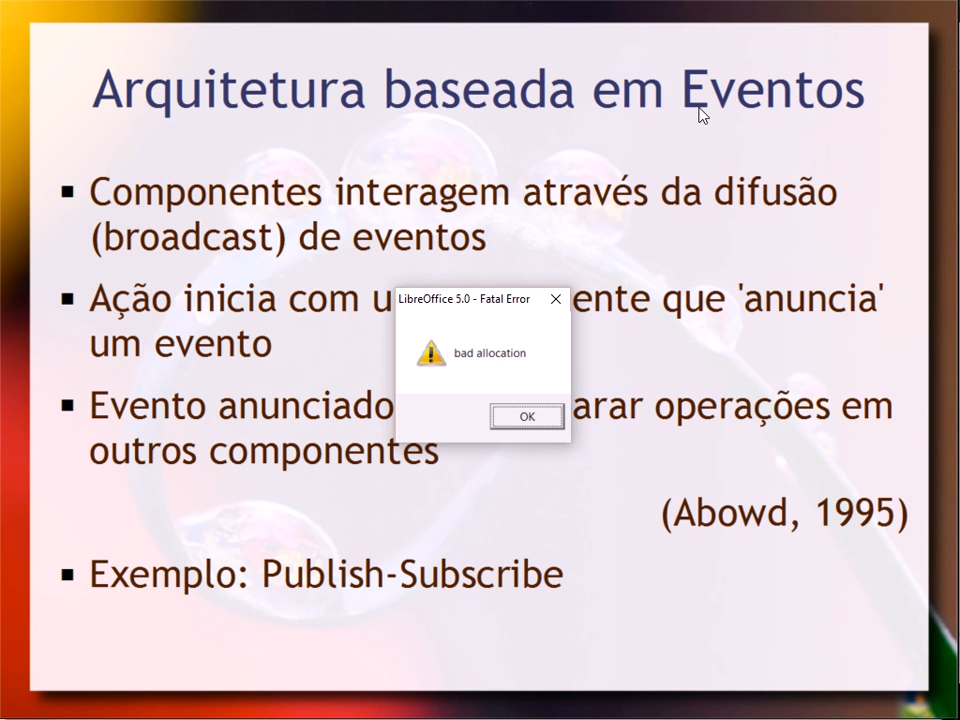 Arquitetura baseada em Eventos
Componentes interagem através da difusão
(broadcast) de eventos
Ação inicia com que 'anuncia'
um evento
Evento anunciado operações em
outros componentes
(Abowd, 1995)
Exemplo: Publish-Subscribe
LibreOffice 5.0 - Fatal Error
bad allocation
OK